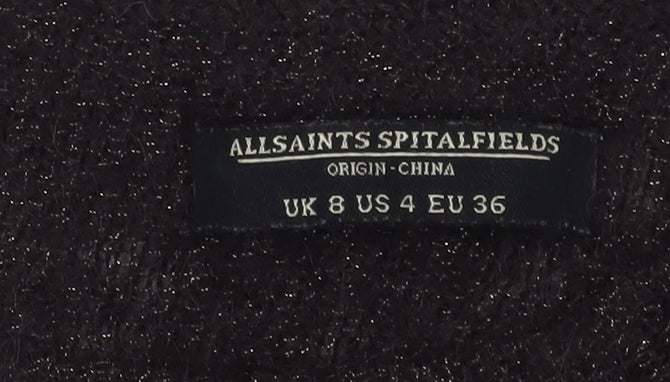 ALLSAINTS SPITALFIELDS
ORIGIN-CHINA
UK 8 US 4 EU 36